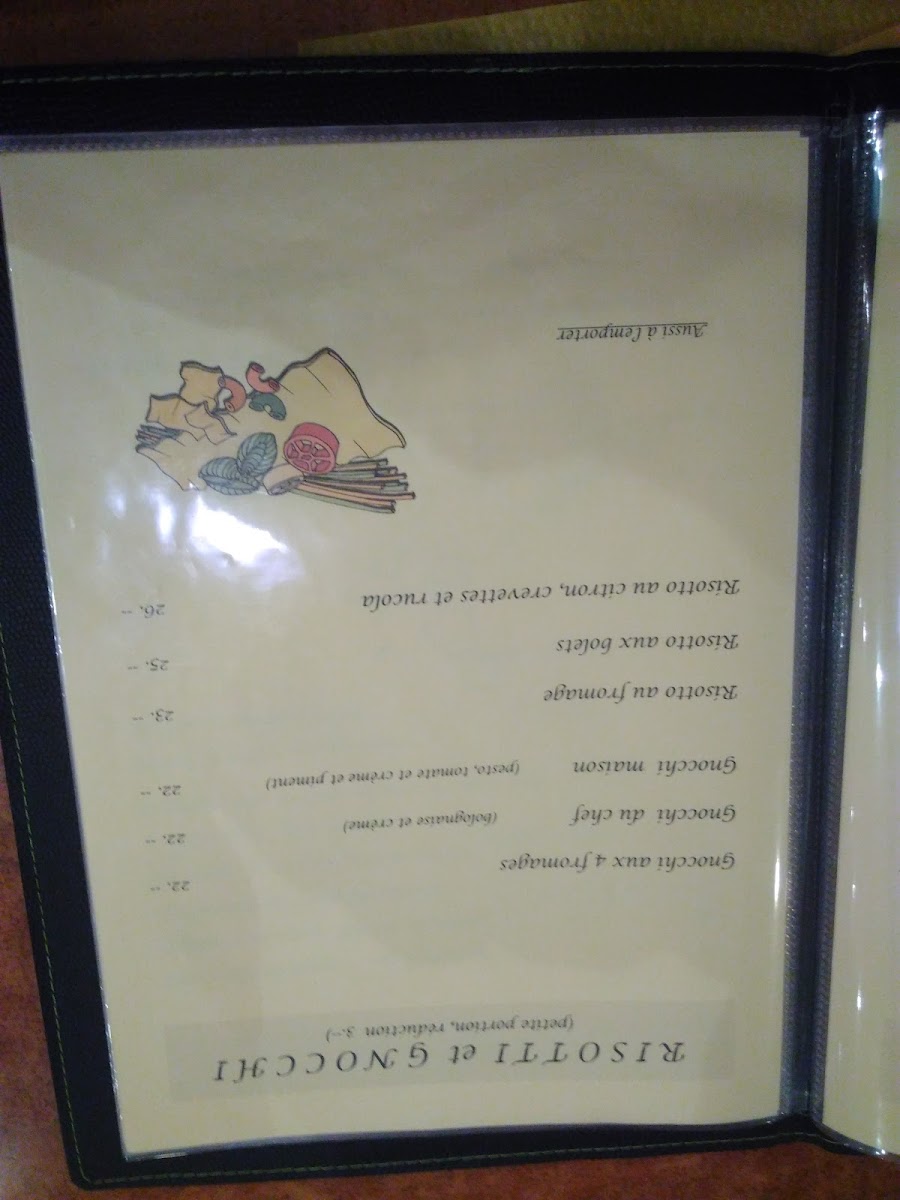 RISOTTI et GNOCCHI
(petite portion, réduction 3.--)
Gnocchi aux 4 fromages 22. --
Gnocchi du chef (bolognaise et crème) 22. --
Gnocchi maison (pesto, tomate et crème et piment) 22. --
Risotto au fromage 23. --
Risotto aux bolets 25. --
Risotto au citron, crevettes et rucola 26. --
Aussi à l'emporter